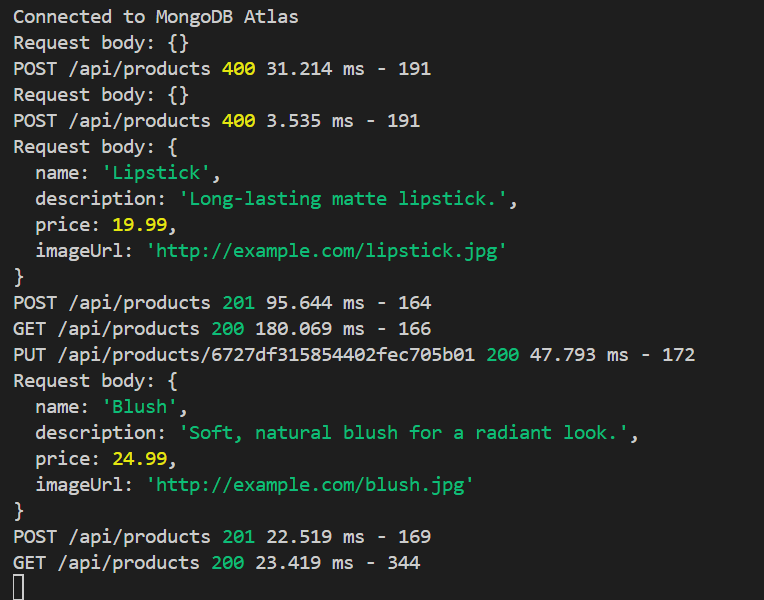 Connected to MongoDB Atlas
Request body: {}
POST /api/products 400 31.214 ms - 191
Request body: {}
POST /api/products 400 3.535 ms - 191
Request body: {
  name: 'Lipstick',
  description: 'Long-lasting matte lipstick.',
  price: 19.99,
  imageUrl: 'http://example.com/lipstick.jpg'
}
POST /api/products 201 95.644 ms - 164
GET /api/products 200 180.069 ms - 166
PUT /api/products/6727df315854402fec705b01 200 47.793 ms - 172
Request body: {
  name: 'Blush',
  description: 'Soft, natural blush for a radiant look.',
  price: 24.99,
  imageUrl: 'http://example.com/blush.jpg'
}
POST /api/products 201 22.519 ms - 169
GET /api/products 200 23.419 ms - 344